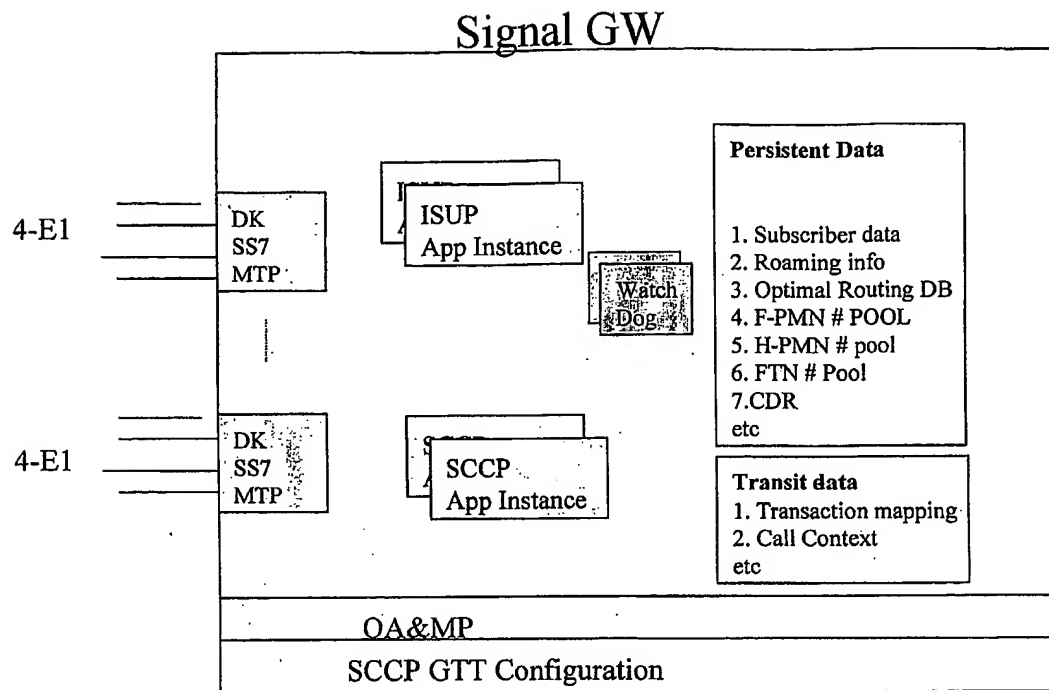 Signal GW
4-E1
DK
SS7
MTP
ISUP
App Instance
Watch
Dog
Persistent Data
1. Subscriber data
2. Roaming info
3. Optimal Routing DB
4. F-PMN # POOL
5. H-PMN # pool
6. FTN # Pool
7.CDR
etc
4-E1
DK
SS7
MTP
SCCP
App Instance
Transit data
1. Transaction mapping
2. Call Context
etc
OA&MP
SCCP GTT Configuration